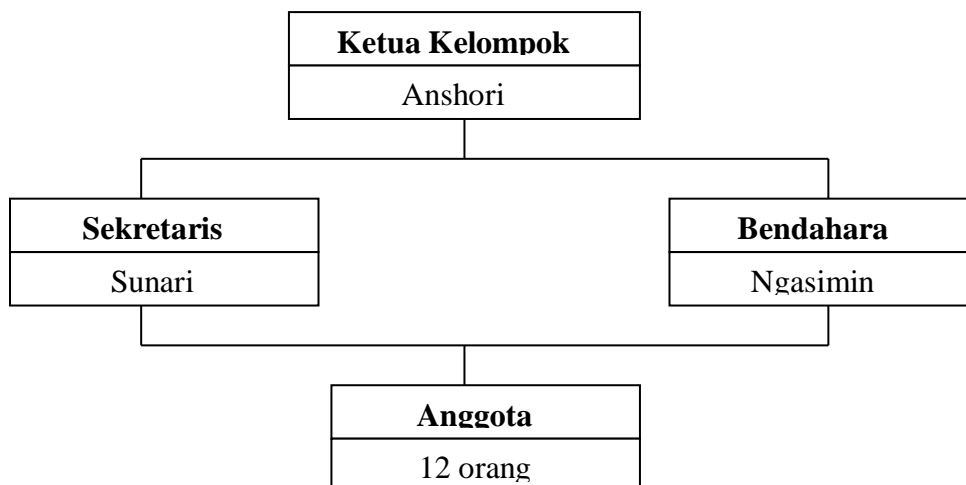 Ketua Kelompok
Anshori
Sekretaris
Sunari
Bendahara
Ngasimin
Anggota
12 orang